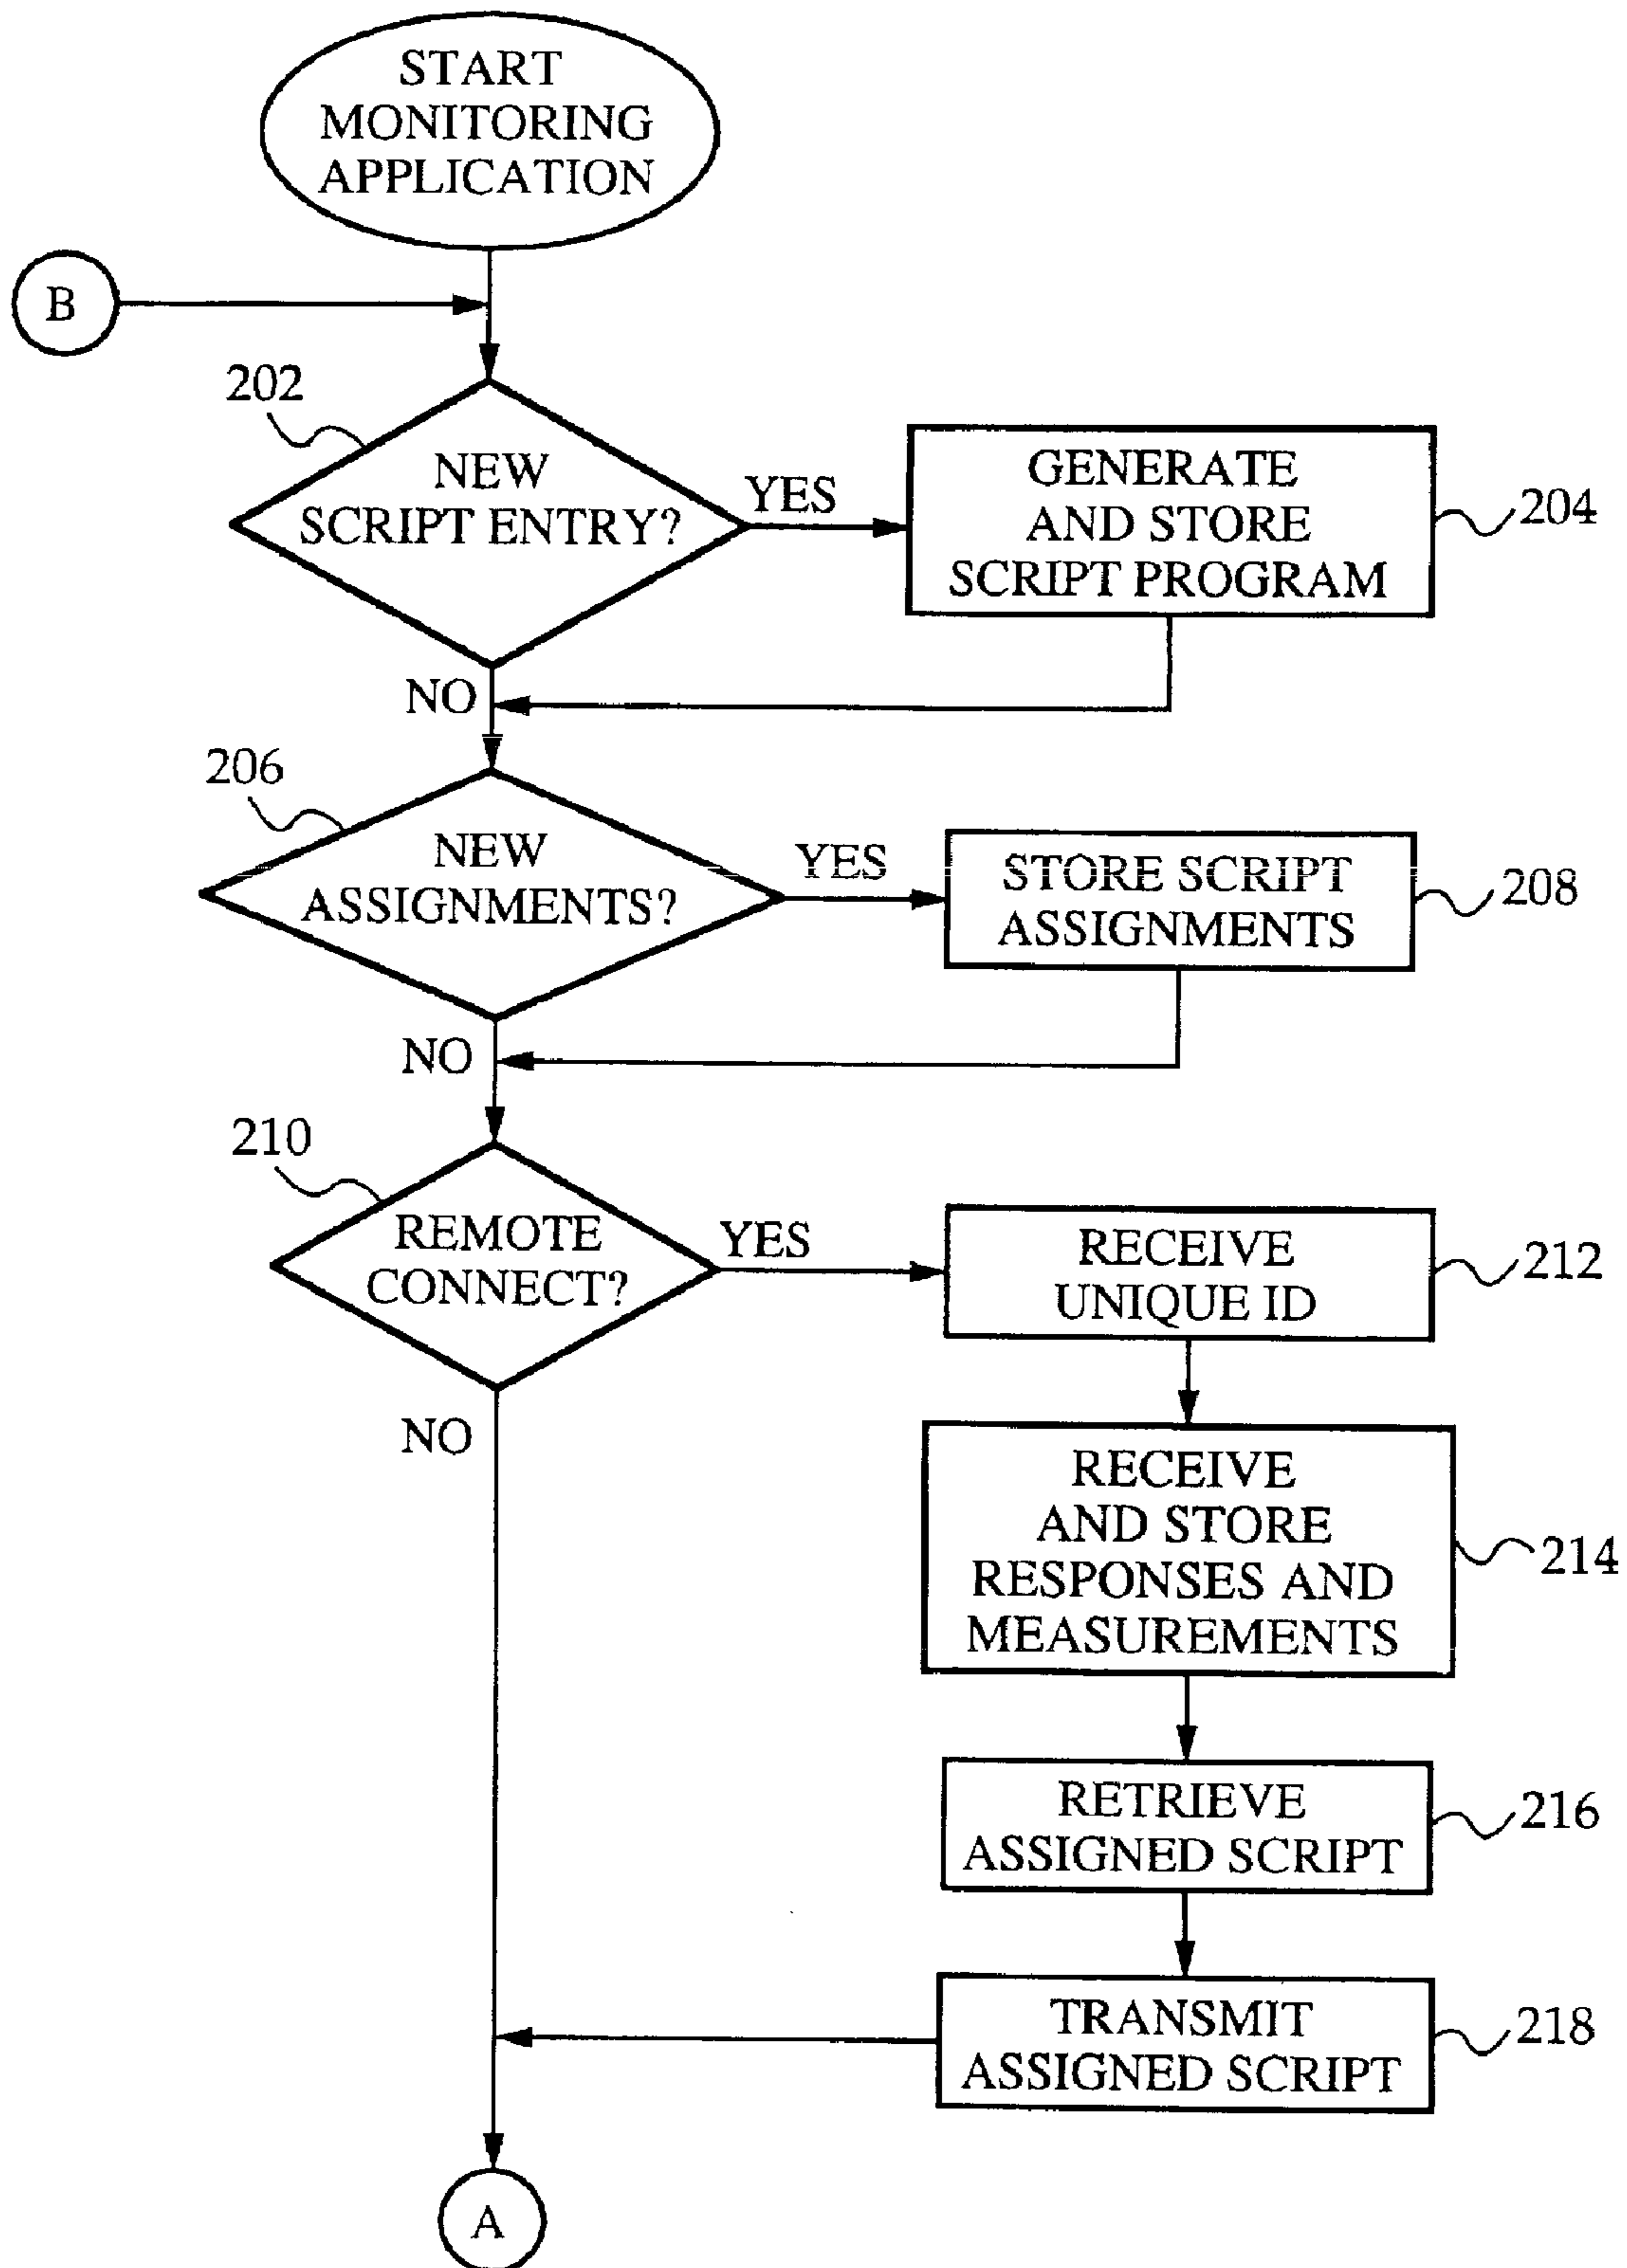 START
MONITORING
APPLICATION
B
202
NEW
SCRIPT ENTRY?
YES
GENERATE
AND STORE
SCRIPT PROGRAM
204
NO
206
NEW
ASSIGNMENTS?
YES
STORE SCRIPT
ASSIGNMENTS
208
NO
210
REMOTE
CONNECT?
YES
RECEIVE
UNIQUE ID
212
NO
RECEIVE
AND STORE
RESPONSES AND
MEASUREMENTS
214
RETRIEVE
ASSIGNED SCRIPT
216
TRANSMIT
ASSIGNED SCRIPT
218
A